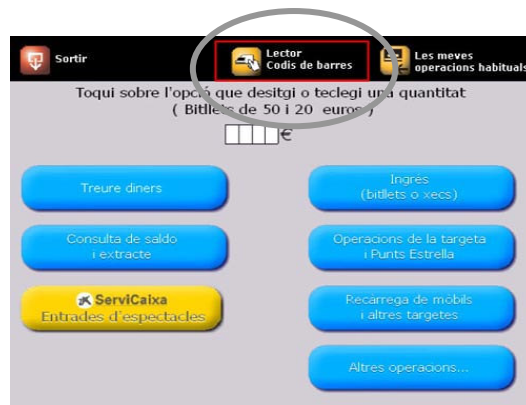 Sortir
Lector
Codis de barres
Les meves
operacions habituals
Toqui sobre l'opció que desitgi o teclegi una quantitat
( Bitllets de 50 i 20 euros )
€
Treure diners
Ingrés
(bitllets o xecs)
Consulta de saldo
i extracte
Operacions de la targeta
i Punts Estrella
ServiCaixa
Entrades d'espectacles
Recàrrega de mòbils
i altres targetes
Altres operacions...